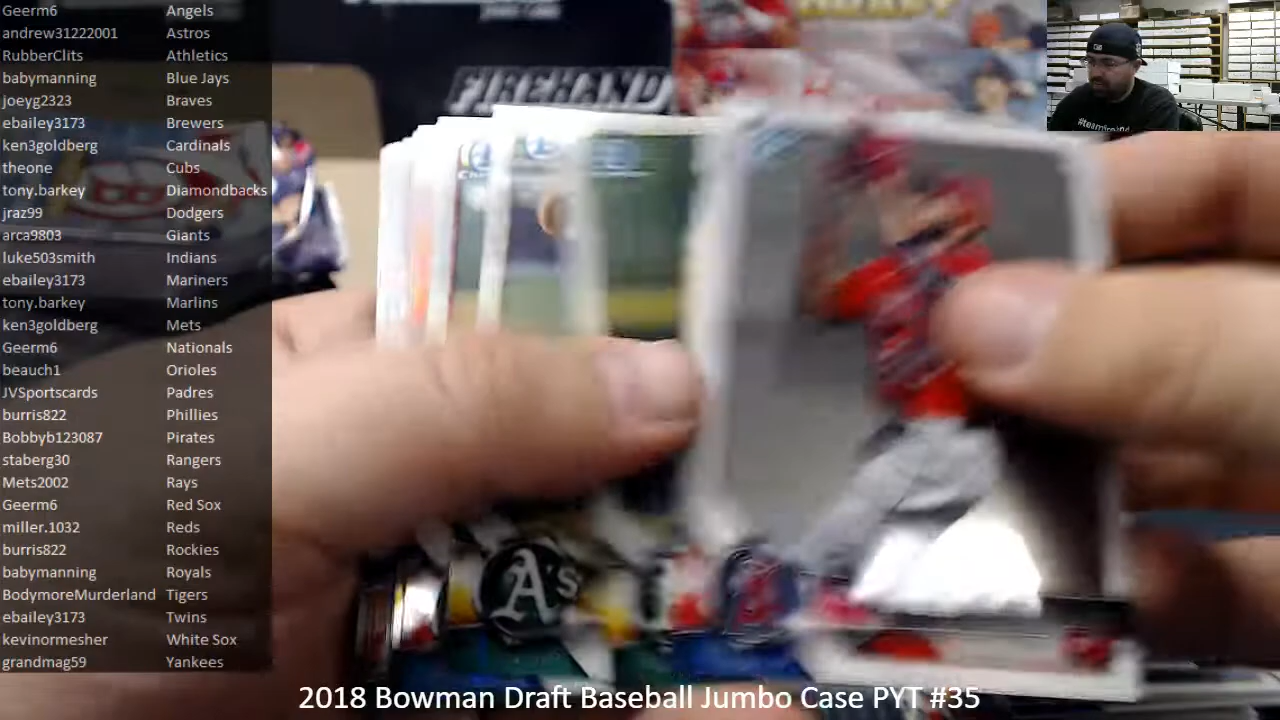 Geerm6 Angels
andrew31222001 Astros
RubberClits Athletics
babymanning Blue Jays
joeyg2323 Braves
ebailey3173 Brewers
ken3goldberg Cardinals
theone Cubs
tony.barkey Diamondbacks
jraz99 Dodgers
arca9803 Giants
luke503smith Indians
ebailey3173 Mariners
tony.barkey Marlins
ken3goldberg Mets
Geerm6 Nationals
beauch1 Orioles
JVSportscards Padres
burris822 Phillies
Bobbyb123087 Pirates
staberg30 Rangers
Mets2002 Rays
Geerm6 Red Sox
miller.1032 Reds
burris822 Rockies
babymanning Royals
BodymoreMurderland Tigers
ebailey3173 Twins
kevinormesher White Sox
grandmag59 Yankees
FIREHAND
A's
2018 Bowman Draft Baseball Jumbo Case PYT #35